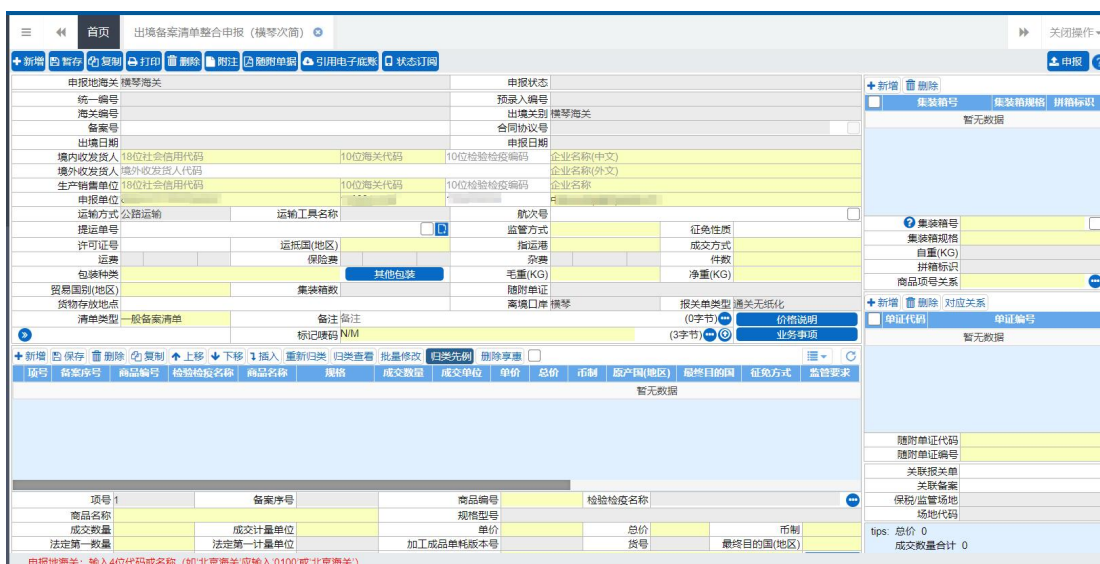 首页 出境备案清单整合申报（横琴次简） 关闭操作
新增 暂存 复制 打印 删除 附注 随附单据 引用电子底账 状态订阅 申报
申报地海关 横琴海关 申报状态
统一编号 预录入编号
海关编号 出境关别 横琴海关
备案号 合同协议号
出境日期 申报日期
境内收发货人 18位社会信用代码 10位海关代码 10位检验检疫编码 企业名称(中文)
境外收发货人 境外收发货人代码 企业名称(外文)
生产销售单位 18位社会信用代码 10位海关代码 10位检验检疫编码 企业名称
申报单位
运输方式 公路运输 运输工具名称 航次号
提运单号 监管方式 征免性质
许可证号 运抵国(地区) 指运港 成交方式
运费 保险费 杂费 件数
包装种类 其他包装 毛重(KG) 净重(KG)
贸易国别(地区) 集装箱数 随附单证
货物存放地点 离境口岸 横琴 报关单类型 通关无纸化
清单类型 一般备案清单 备注 备注 (0字节) 价格说明
标记唛码 N/M (3字节) 业务事项
新增 保存 删除 复制 上移 下移 插入 重新归类 归类查看 批量修改 归类先例 删除享惠
项号 备案序号 商品编号 检验检疫名称 商品名称 规格 成交数量 成交单位 单价 总价 币制 原产国(地区) 最终目的国 征免方式 监管要求
暂无数据
项号 1 备案序号 商品编号 检验检疫名称
商品名称 规格型号
成交数量 成交计量单位 单价 总价 币制
法定第一数量 法定第一计量单位 加工成品单耗版本号 货号 最终目的国(地区)
申报地海关：输入4位代码或名称（如'北京海关'应输入'0100'或'北京海关'）
新增 删除
集装箱号 集装箱规格 拼箱标识
暂无数据
集装箱号
集装箱规格
自重(KG)
拼箱标识
商品项号关系
新增 删除 对应关系
单证代码 单证编号
暂无数据
随附单证代码
随附单证编号
关联报关单
关联备案
保税/监管场地
场地代码
tips: 总价 0
成交数量合计 0